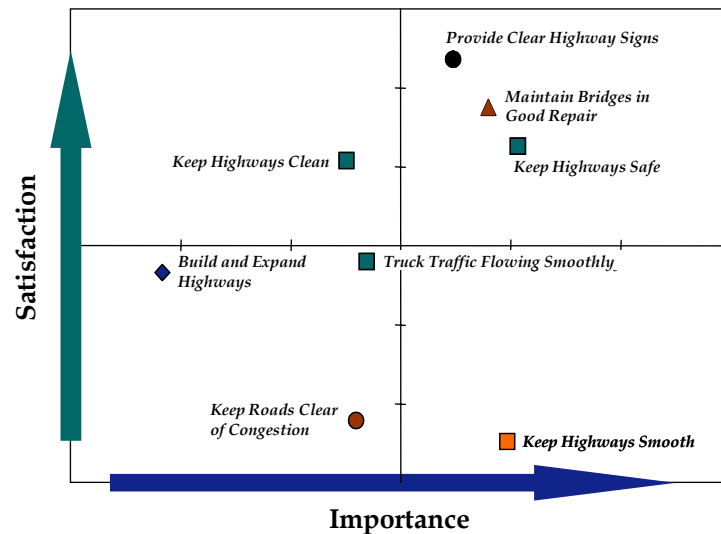 Provide Clear Highway Signs
Maintain Bridges in
Good Repair
Keep Highways Clean
Keep Highways Safe
Satisfaction
Build and Expand
Highways
Truck Traffic Flowing Smoothly
Keep Roads Clear
of Congestion
Keep Highways Smooth
Importance